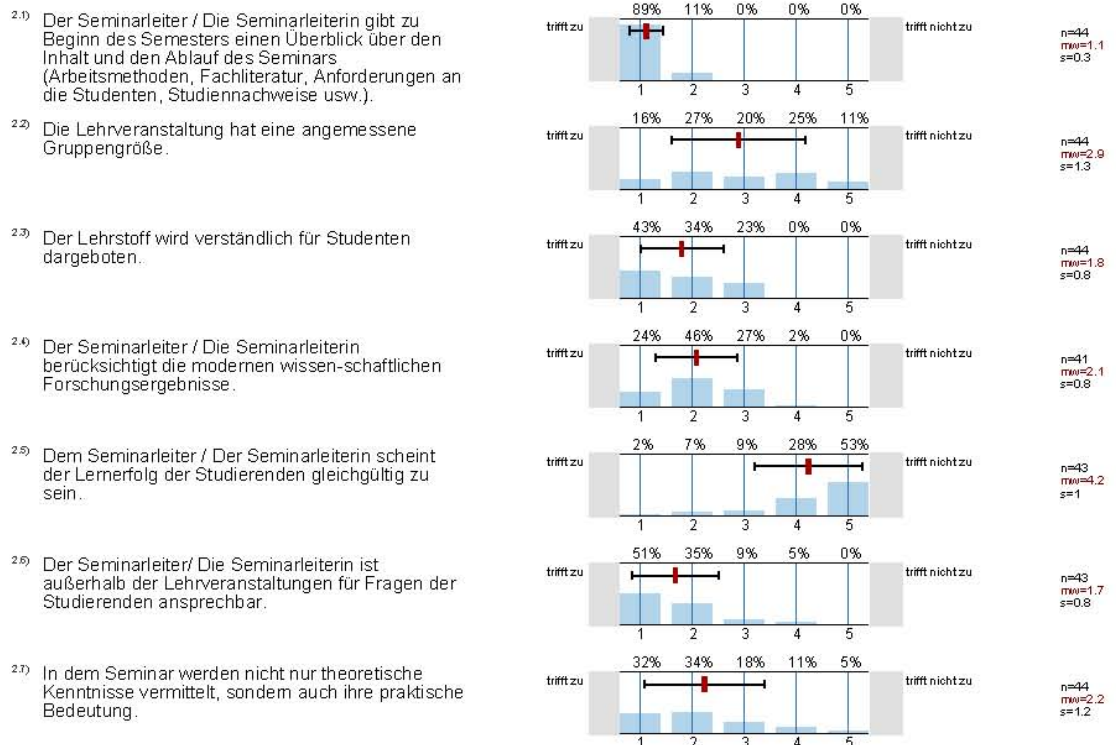 2.1) Der Seminarleiter / Die Seminarleiterin gibt zu
Beginn des Semesters einen Überblick über den
Inhalt und den Ablauf des Seminars
(Arbeitsmethoden, Fachliteratur, Anforderungen an
die Studenten, Studiennachweise usw.).
trifft zu
89% 11% 0% 0% 0%
1 2 3 4 5
trifft nicht zu
n=44
mw=1.1
s=0.3
2.2) Die Lehrveranstaltung hat eine angemessene
Gruppengröße.
trifft zu
16% 27% 20% 25% 11%
1 2 3 4 5
trifft nicht zu
n=44
mw=2.9
s=1.3
2.3) Der Lehrstoff wird verständlich für Studenten
dargeboten.
trifft zu
43% 34% 23% 0% 0%
1 2 3 4 5
trifft nicht zu
n=44
mw=1.8
s=0.8
2.4) Der Seminarleiter / Die Seminarleiterin
berücksichtigt die modernen wissen-schaftlichen
Forschungsergebnisse.
trifft zu
24% 46% 27% 2% 0%
1 2 3 4 5
trifft nicht zu
n=41
mw=2.1
s=0.8
2.5) Dem Seminarleiter / Der Seminarleiterin scheint
der Lernerfolg der Studierenden gleichgültig zu
sein.
trifft zu
2% 7% 9% 28% 53%
1 2 3 4 5
trifft nicht zu
n=43
mw=4.2
s=1
2.6) Der Seminarleiter/ Die Seminarleiterin ist
außerhalb der Lehrveranstaltungen für Fragen der
Studierenden ansprechbar.
trifft zu
51% 35% 9% 5% 0%
1 2 3 4 5
trifft nicht zu
n=43
mw=1.7
s=0.8
2.7) In dem Seminar werden nicht nur theoretische
Kenntnisse vermittelt, sondern auch ihre praktische
Bedeutung.
trifft zu
32% 34% 18% 11% 5%
1 2 3 4 5
trifft nicht zu
n=44
mw=2.2
s=1.2